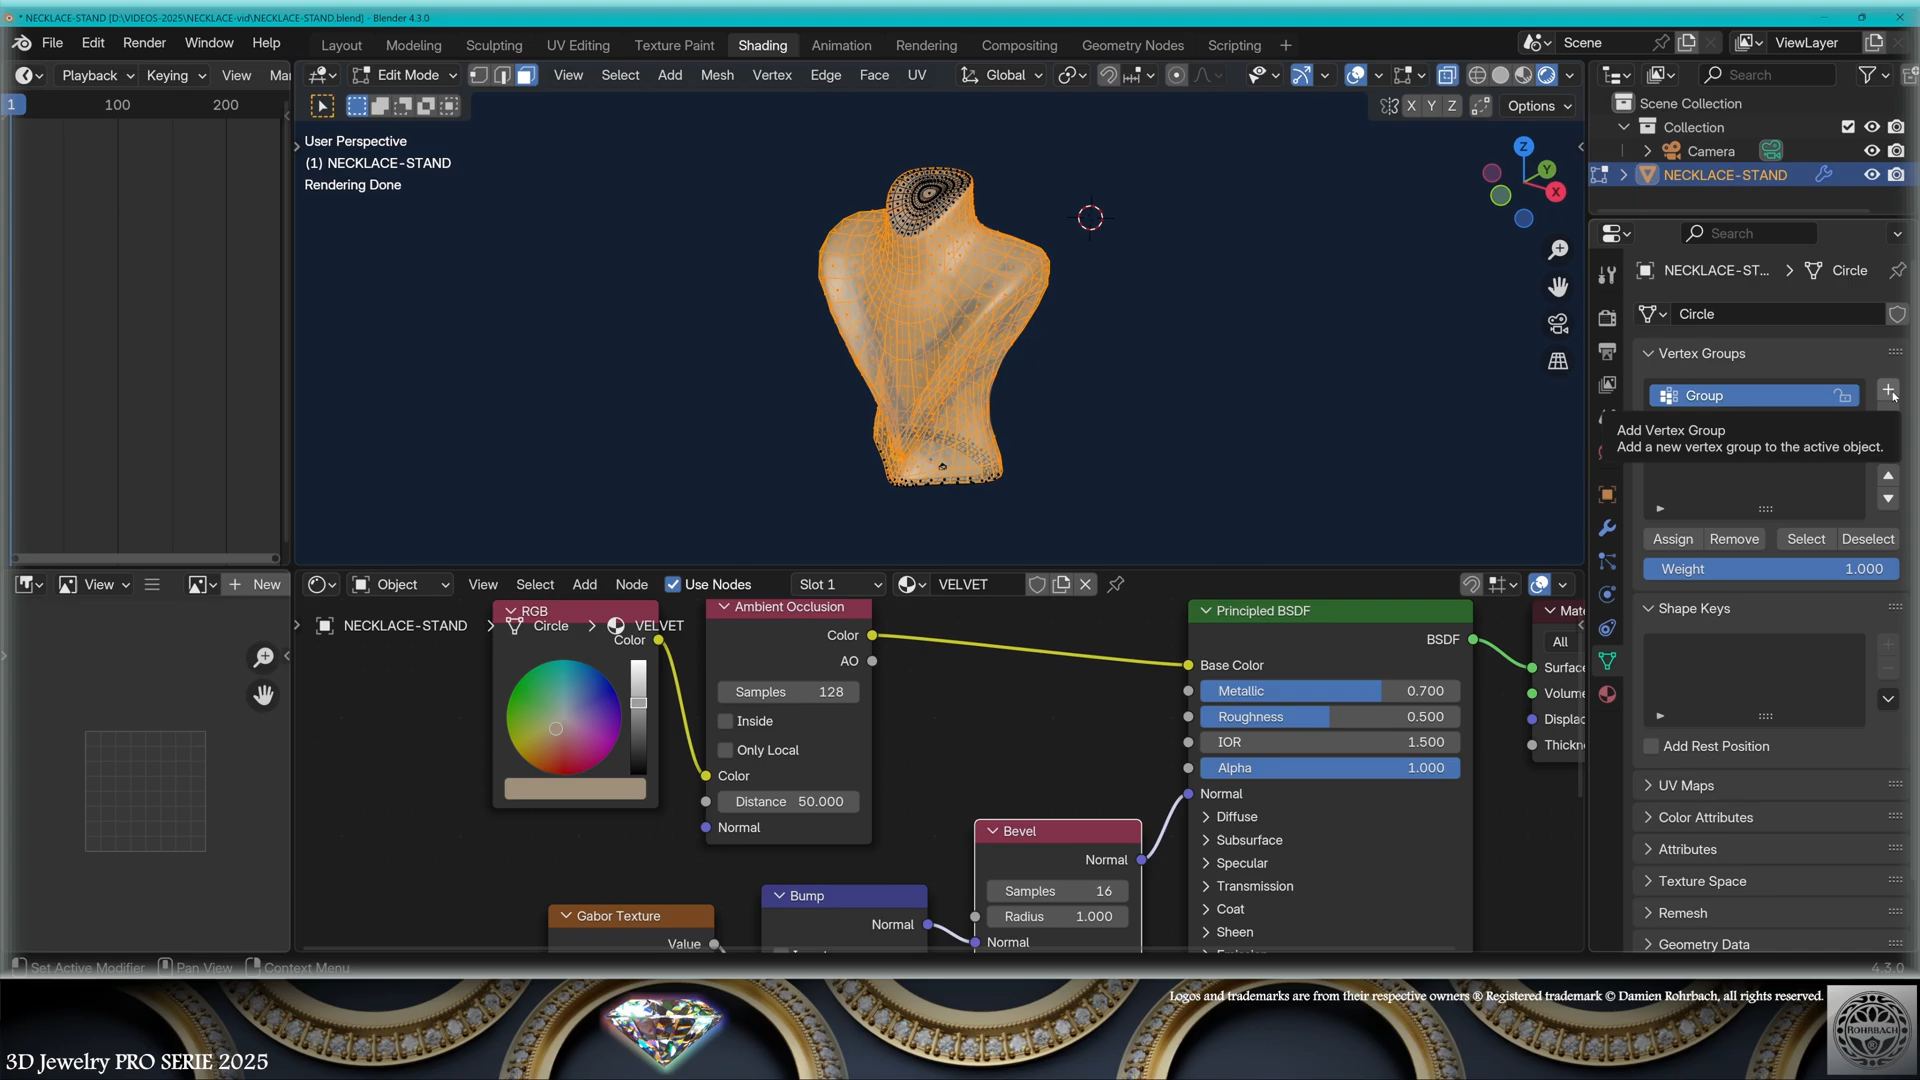 * NECKLACE-STAND [D:\VIDEOS-2025\NECKLACE-vid\NECKLACE-STAND.blend] - Blender 4.3.0
File Edit Render Window Help
Layout Modeling Sculpting UV Editing Texture Paint Shading Animation Rendering Compositing Geometry Nodes Scripting +
Scene
ViewLayer
Playback Keying View Mar
1 100 200
Edit Mode View Select Add Mesh Vertex Edge Face UV Global
X Y Z Options
User Perspective
(1) NECKLACE-STAND
Rendering Done
Z
Y
X
Search
Scene Collection
Collection
Camera
NECKLACE-STAND
Search
NECKLACE-ST... > Circle
Circle
Vertex Groups
Group
Add Vertex Group
Add a new vertex group to the active object.
Assign Remove Select Deselect
Weight 1.000
Shape Keys
Add Rest Position
UV Maps
Color Attributes
Attributes
Texture Space
Remesh
Geometry Data
View + New
Object View Select Add Node Use Nodes Slot 1 VELVET
NECKLACE-STAND > Circle > VELVET
RGB
Color
Ambient Occlusion
Color
AO
Samples 128
Inside
Only Local
Color
Distance 50.000
Normal
Gabor Texture
Value
Bump
Normal
Bevel
Normal
Samples 16
Radius 1.000
Normal
Principled BSDF
BSDF
Base Color
Metallic 0.700
Roughness 0.500
IOR 1.500
Alpha 1.000
Normal
Diffuse
Subsurface
Specular
Transmission
Coat
Sheen
Mate
All
Surface
Volum
Displac
Thickn
Set Active Modifier Pan View Context Menu
4.3.0
Logos and trademarks are from their respective owners ® Registered trademark © Damien Rohrbach, all rights reserved.
ROHRBACH
3D Jewelry PRO SERIE 2025